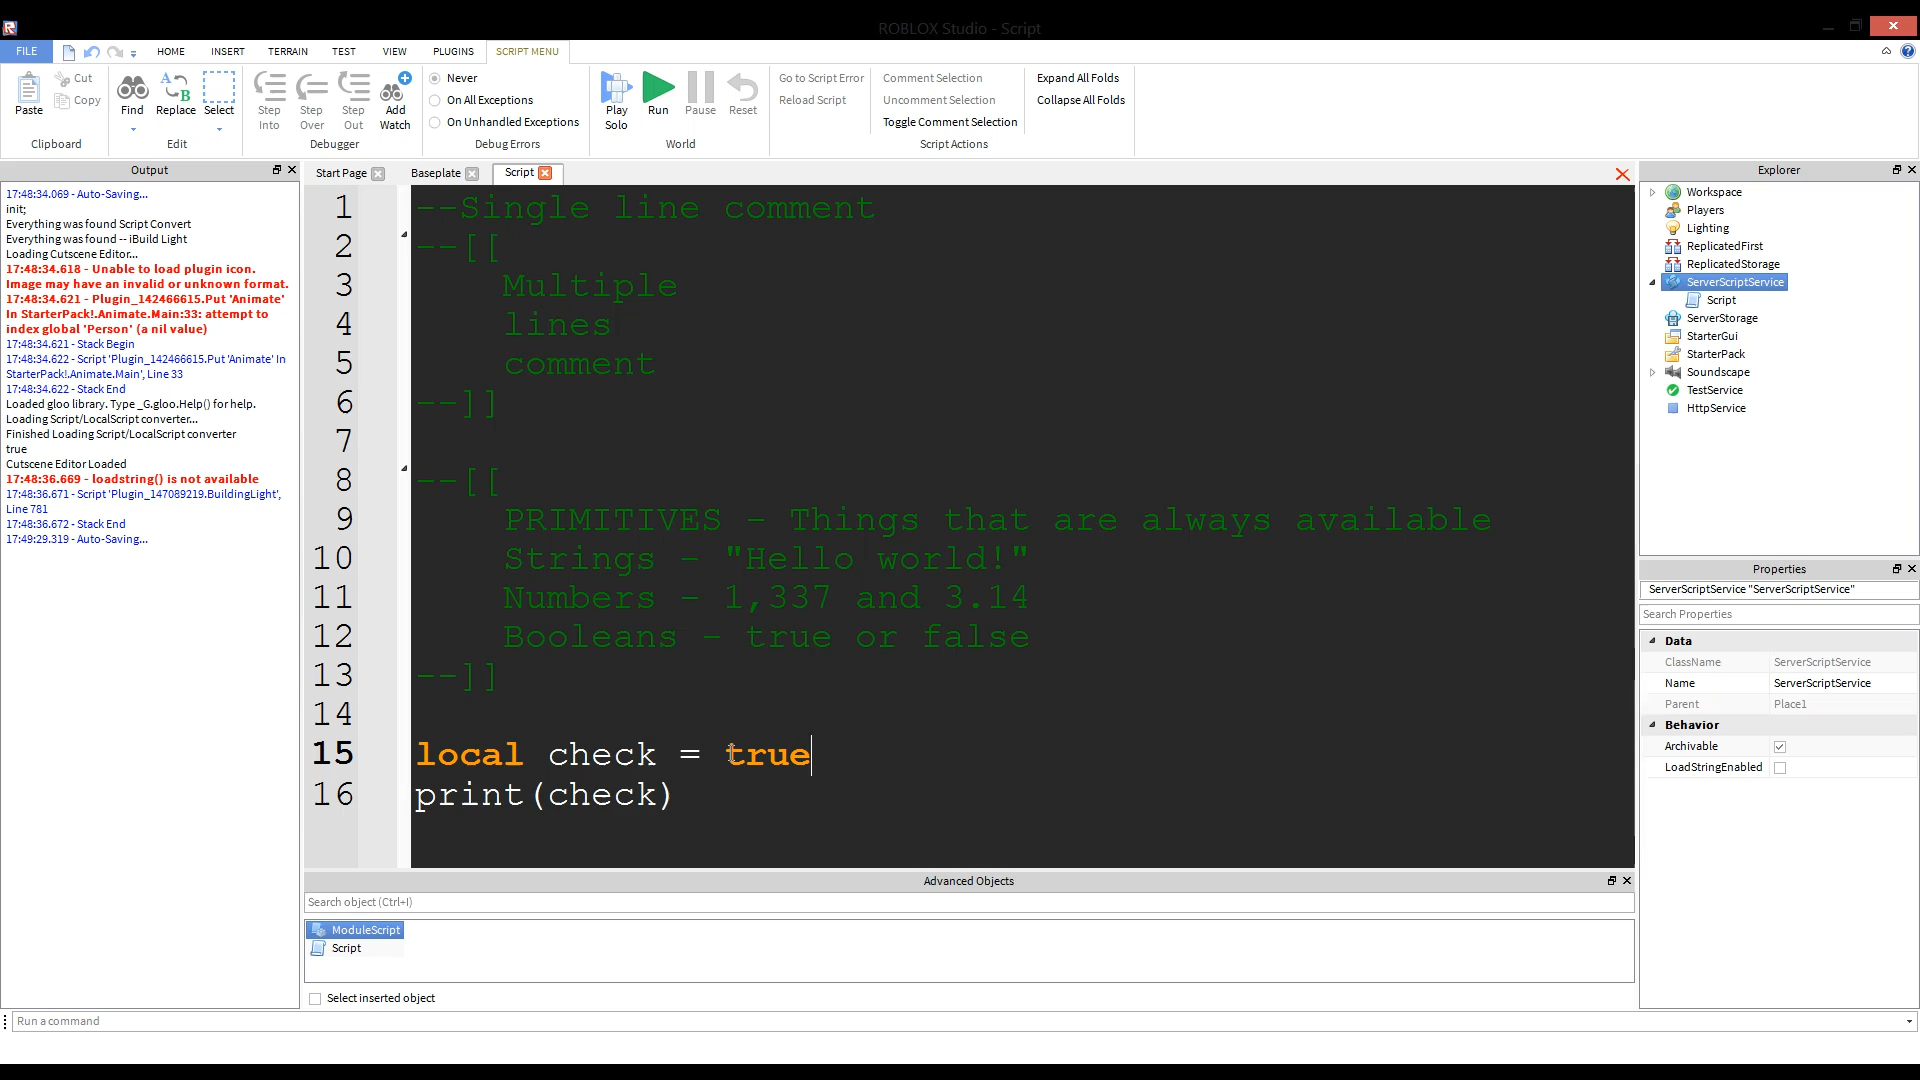 ROBLOX Studio - Script
FILE
HOME
INSERT
TERRAIN
TEST
VIEW
PLUGINS
SCRIPT MENU
Paste
Cut
Copy
Clipboard
Find
Replace
Select
Edit
Step Into
Step Over
Step Out
Add Watch
Debugger
Never
On All Exceptions
On Unhandled Exceptions
Debug Errors
Play Solo
Run
Pause
Reset
World
Go to Script Error
Reload Script
Comment Selection
Uncomment Selection
Toggle Comment Selection
Script Actions
Expand All Folds
Collapse All Folds
Output
17:48:34.069 - Auto-Saving...
init;
Everything was found Script Convert
Everything was found -- iBuild Light
Loading Cutscene Editor...
17:48:34.618 - Unable to load plugin icon.
Image may have an invalid or unknown format.
17:48:34.621 - Plugin_142466615.Put 'Animate'
In StarterPack!.Animate.Main:33: attempt to
index global 'Person' (a nil value)
17:48:34.621 - Stack Begin
17:48:34.622 - Script 'Plugin_142466615.Put 'Animate' In
StarterPack!.Animate.Main', Line 33
17:48:34.622 - Stack End
Loaded gloo library. Type _G.gloo.Help() for help.
Loading Script/LocalScript converter...
Finished Loading Script/LocalScript converter
true
Cutscene Editor Loaded
17:48:36.669 - loadstring() is not available
17:48:36.671 - Script 'Plugin_147089219.BuildingLight',
Line 781
17:48:36.672 - Stack End
17:49:29.319 - Auto-Saving...
Start Page
Baseplate
Script
1 --Single line comment
2 --[[
3 Multiple
4 lines
5 comment
6 --]]
7
8 --[[
9 PRIMITIVES - Things that are always available
10 Strings - "Hello world!"
11 Numbers - 1,337 and 3.14
12 Booleans - true or false
13 --]]
14
15 local check = true
16 print(check)
Advanced Objects
Search object (Ctrl+I)
ModuleScript
Script
Select inserted object
Run a command
Explorer
Workspace
Players
Lighting
ReplicatedFirst
ReplicatedStorage
ServerScriptService
Script
ServerStorage
StarterGui
StarterPack
Soundscape
TestService
HttpService
Properties
ServerScriptService "ServerScriptService"
Search Properties
Data
ClassName ServerScriptService
Name ServerScriptService
Parent Place1
Behavior
Archivable
LoadStringEnabled